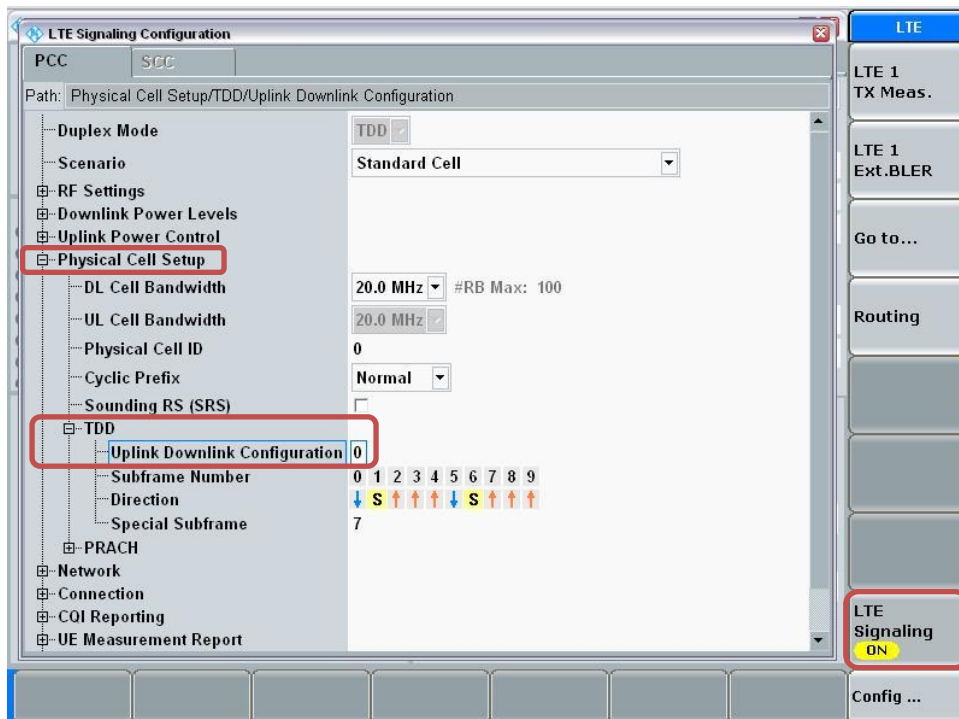 LTE Signaling Configuration
PCC SCC
Path: Physical Cell Setup/TDD/Uplink Downlink Configuration
Duplex Mode TDD
Scenario Standard Cell
RF Settings
Downlink Power Levels
Uplink Power Control
Physical Cell Setup
DL Cell Bandwidth 20.0 MHz #RB Max: 100
UL Cell Bandwidth 20.0 MHz
Physical Cell ID 0
Cyclic Prefix Normal
Sounding RS (SRS)
TDD
Uplink Downlink Configuration 0
Subframe Number 0 1 2 3 4 5 6 7 8 9
Direction ↓ S ↑ ↑ ↑ ↓ S ↑ ↑ ↑
Special Subframe 7
PRACH
Network
Connection
CQI Reporting
UE Measurement Report
LTE
LTE 1
TX Meas.
LTE 1
Ext.BLER
Go to...
Routing
LTE
Signaling
ON
Config ...